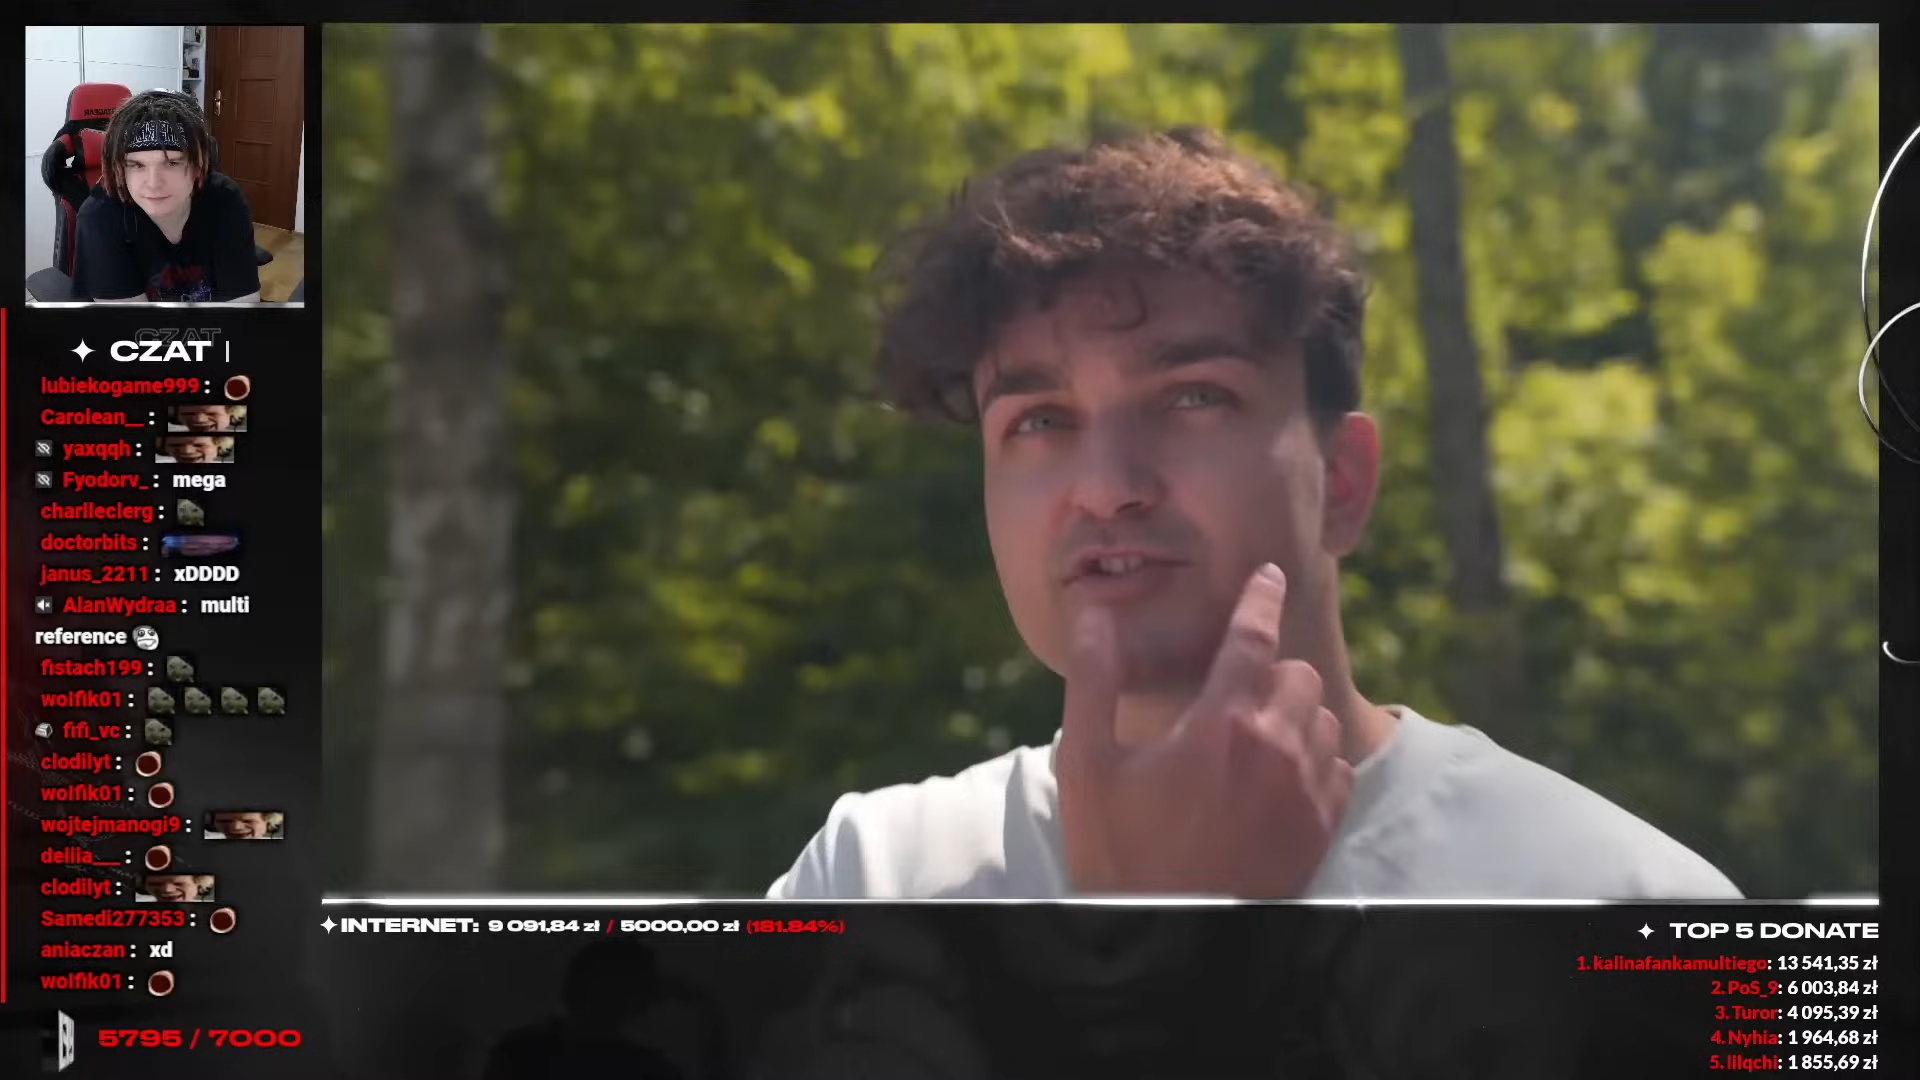 CZAT
CZAT |
lubiekogame999 :
Carolean__ :
yaxqqh :
Fyodorv_ : mega
charlleclerg :
doctorbits :
janus_2211 : xDDDD
AlanWydraa : multi
reference
fistach199 :
wolfik01 :
fifi_vc :
clodilyt :
wolfik01 :
wojtejmanogi9 :
deliia___ :
clodilyt :
Samedi277353 :
aniaczan : xd
wolfik01 :
5795 / 7000
INTERNET: 9 091,84 zł / 5000,00 zł (181.84%)
TOP 5 DONATE
1. kalinafankamultiego: 13 541,35 zł
2. PoS_9: 6 003,84 zł
3. Turor: 4 095,39 zł
4. Nyhia: 1 964,68 zł
5. lilqchi: 1 855,69 zł